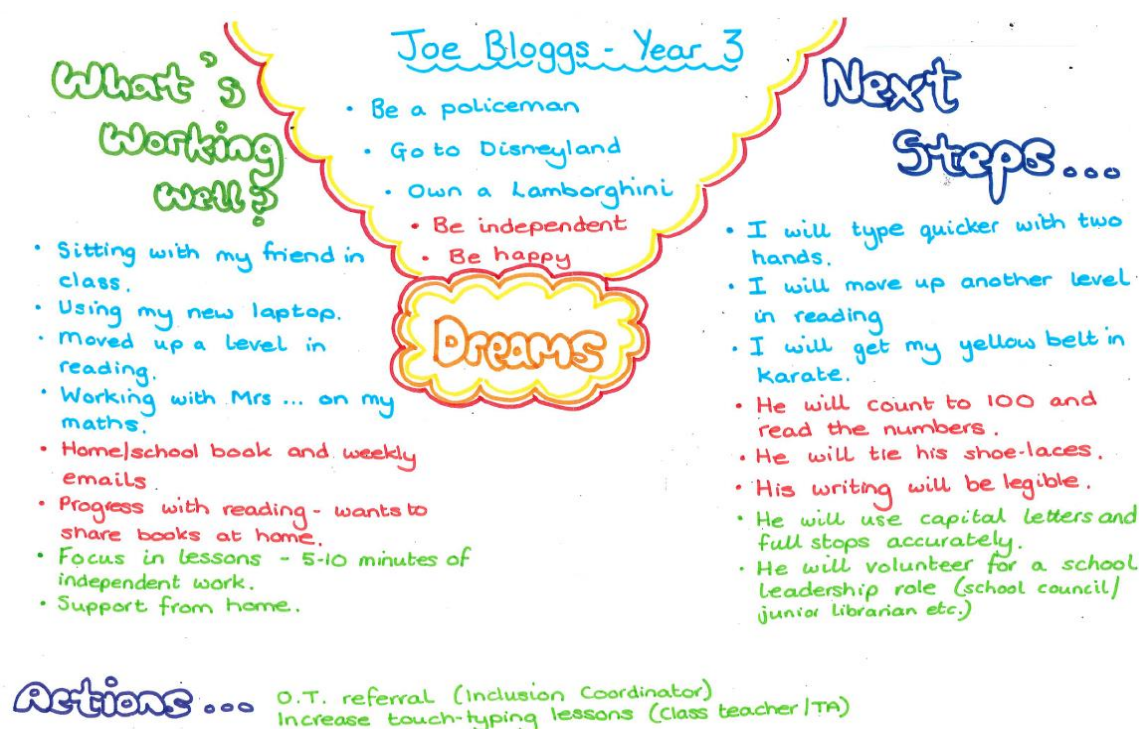 Joe Bloggs - Year 3
• Be a policeman
• Go to Disneyland
• Own a Lamborghini
• Be independent
• Be happy
Dreams
What's
Working
Well?
• Sitting with my friend in
class.
• Using my new laptop.
• Moved up a level in
reading.
• Working with Mrs ... on my
maths.
• Home/school book and weekly
emails
• Progress with reading - wants to
share books at home.
• Focus in lessons - 5-10 minutes of
independent work.
• Support from home.
Next
Steps...
• I will type quicker with two
hands.
• I will move up another level
in reading
• I will get my yellow belt in
karate.
• He will count to 100 and
read the numbers.
• He will tie his shoe-laces.
• His writing will be legible.
• He will use capital letters and
full stops accurately.
• He will volunteer for a school
leadership role (school council/
junior librarian etc.)
Actions...
O.T. referral (Inclusion Coordinator)
Increase touch-typing lessons (Class teacher/TA)